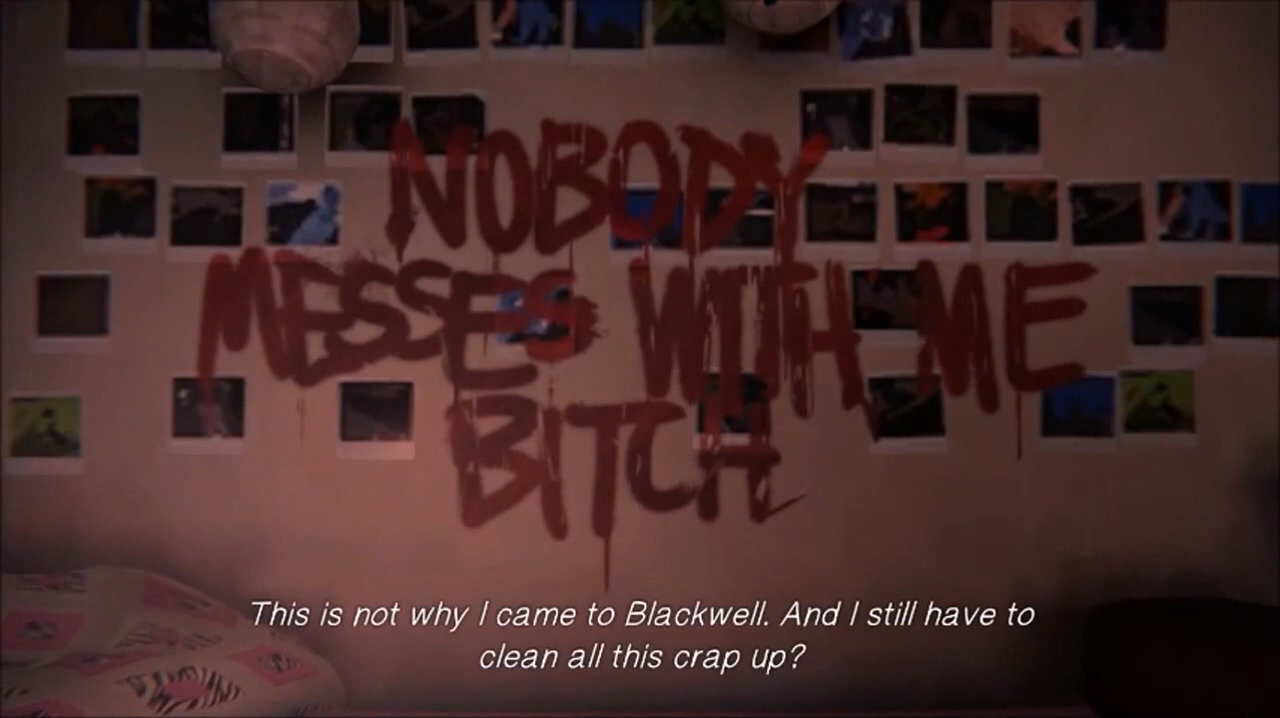 NOBODY
MESSES WITH ME
BITCH
This is not why I came to Blackwell. And I still have to
clean all this crap up?